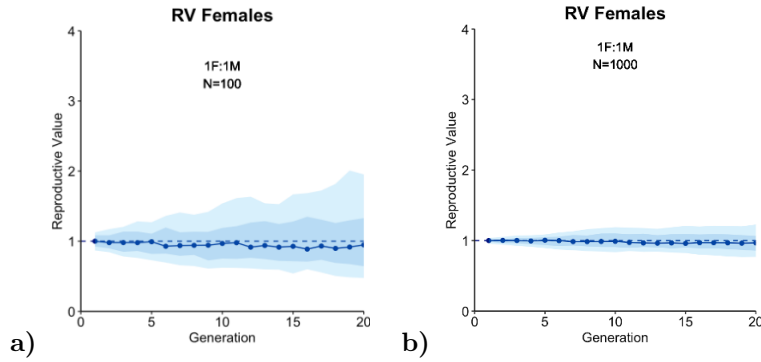 RV Females
1F:1M
N=100
Reproductive Value
4
3
2
1
0
0 5 10 15 20
Generation
a)
RV Females
1F:1M
N=1000
Reproductive Value
4
3
2
1
0
0 5 10 15 20
Generation
b)